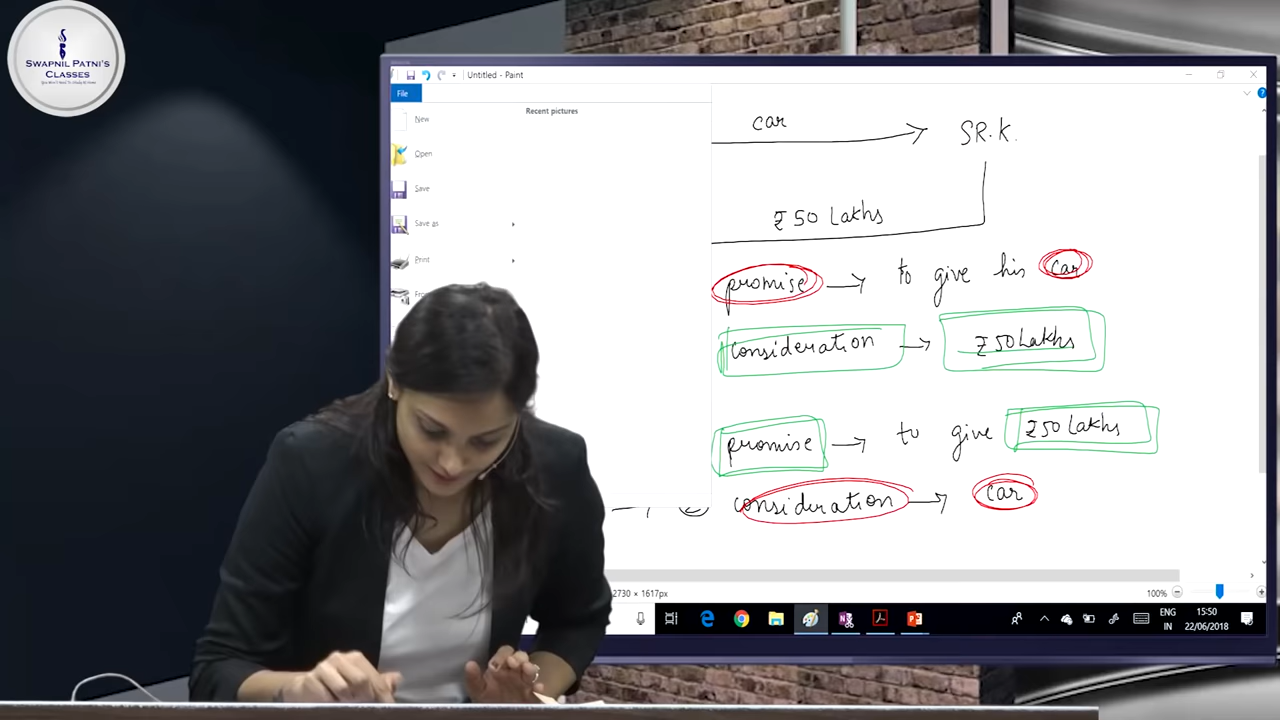 SWAPNIL PATNI'S
CLASSES
Untitled - Paint
File
Recent pictures
New
Open
Save
Save as
Print
car
SR.K.
₹50 Lakhs
promise → to give his car
consideration → ₹50 Lakhs
promise → to give ₹50 Lakhs
consideration → car
2730 × 1617px
100%
ENG
IN
15:50
22/06/2018